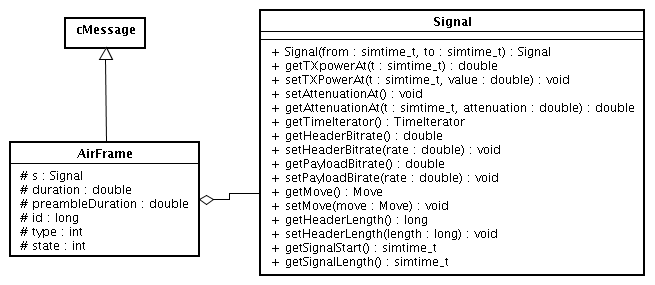 cMessage
AirFrame
# s : Signal
# duration : double
# preambleDuration : double
# id : long
# type : int
# state : int
Signal
+ Signal(from : simtime_t, to : simtime_t) : Signal
+ getTXpowerAt(t : simtime_t) : double
+ setTXPowerAt(t : simtime_t, value : double) : void
+ setAttenuationAt() : void
+ getAttenuationAt(t : simtime_t, attenuation : double) : double
+ getTimeIterator() : TimeIterator
+ getHeaderBitrate() : double
+ setHeaderBitrate(rate : double) : void
+ getPayloadBitrate() : double
+ setPayloadBirate(rate : double) : void
+ getMove() : Move
+ setMove(move : Move) : void
+ getHeaderLength() : long
+ setHeaderLength(length : long) : void
+ getSignalStart() : simtime_t
+ getSignalLength() : simtime_t